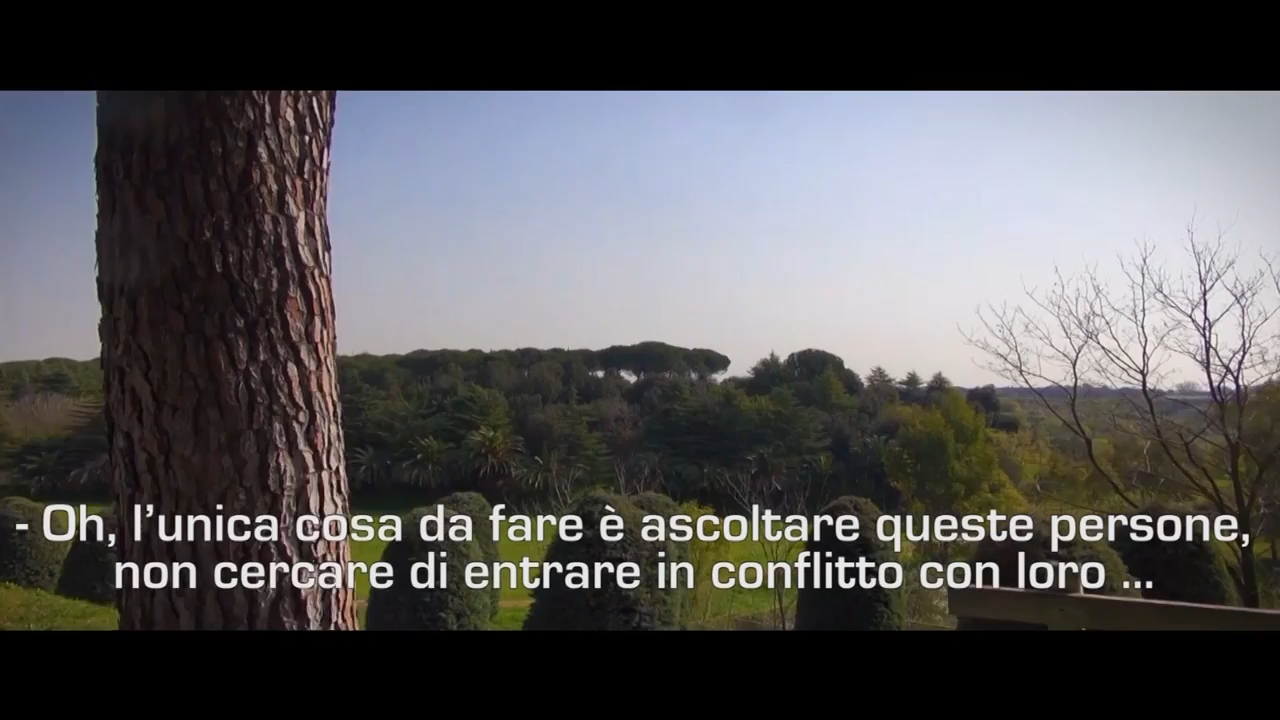 - Oh, l'unica cosa da fare è ascoltare queste persone,
non cercare di entrare in conflitto con loro ...